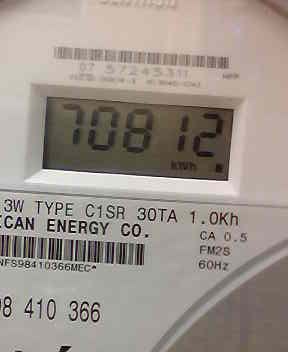 07 57245311
70812
kWh
3W TYPE C1SR 30TA 1.0Kh
ICAN ENERGY CO.
CA 0.5
FM2S
60Hz
NFS98410366MEC*
98 410 366